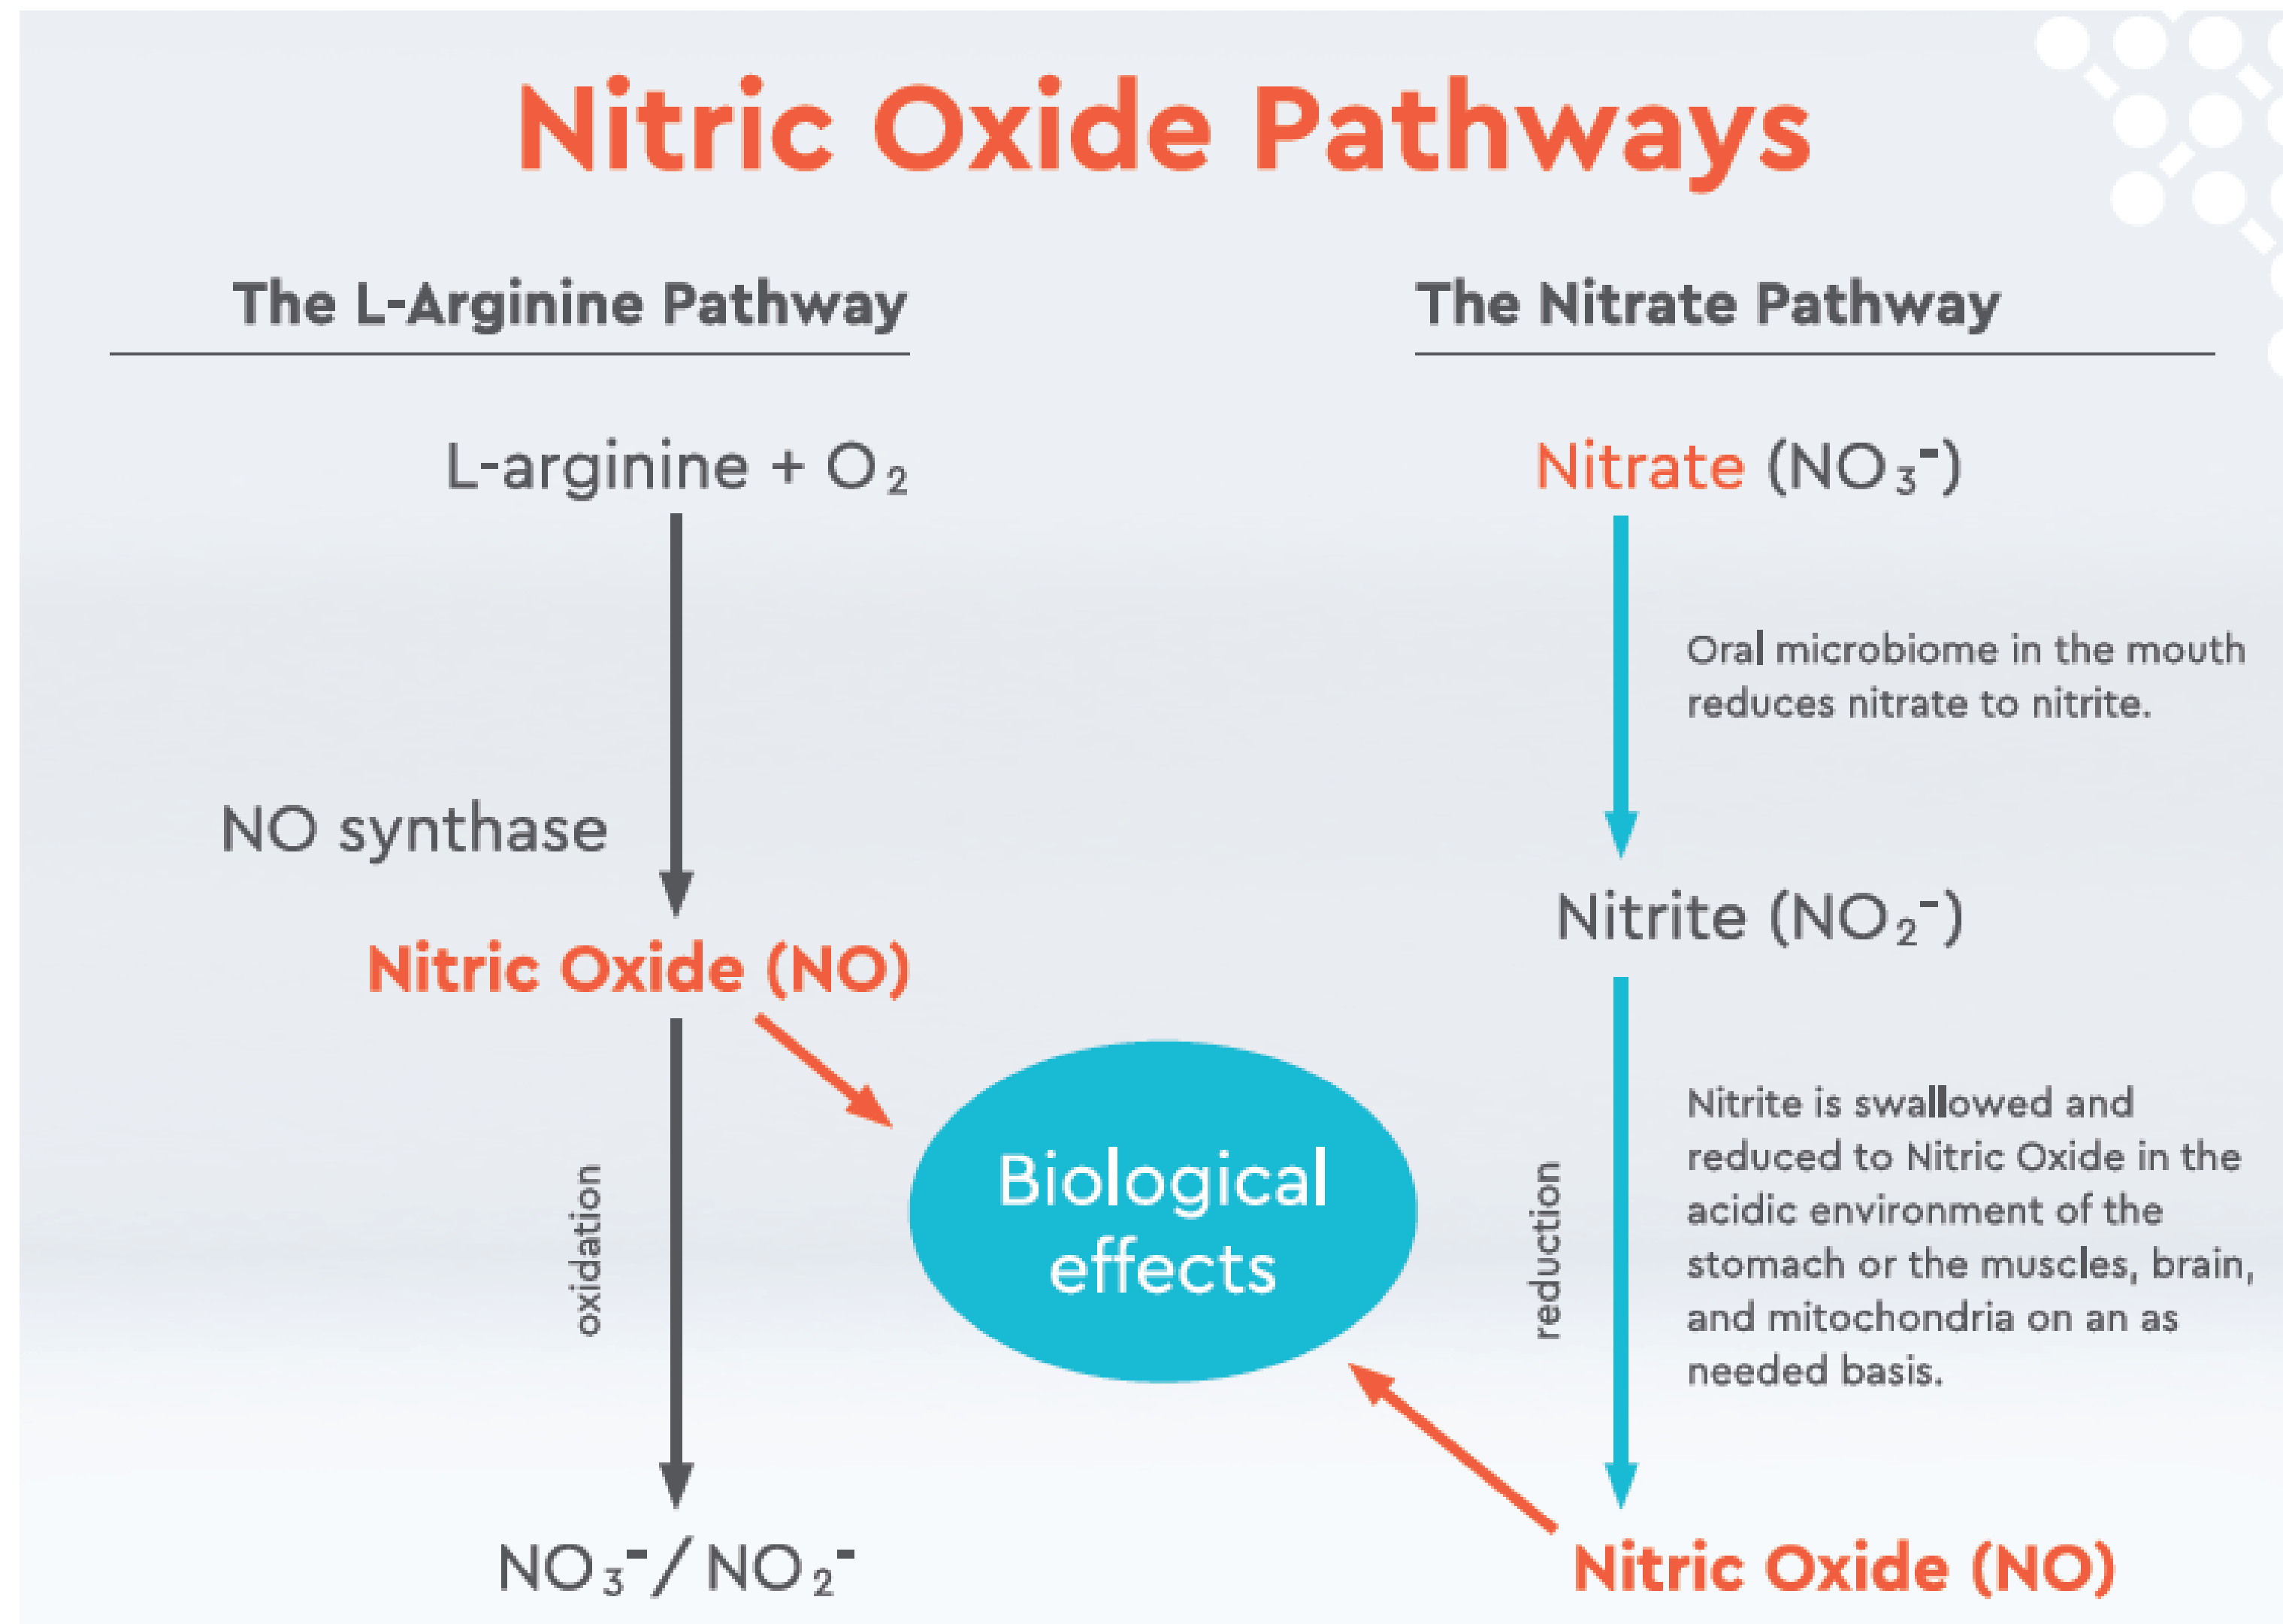 Nitric Oxide Pathways
The L-Arginine Pathway
L-arginine + O₂
NO synthase
Nitric Oxide (NO)
oxidation
NO₃⁻/NO₂⁻
Biological
effects
The Nitrate Pathway
Nitrate (NO₃⁻)
Oral microbiome in the mouth
reduces nitrate to nitrite.
Nitrite (NO₂⁻)
reduction
Nitrite is swallowed and
reduced to Nitric Oxide in the
acidic environment of the
stomach or the muscles, brain,
and mitochondria on an as
needed basis.
Nitric Oxide (NO)